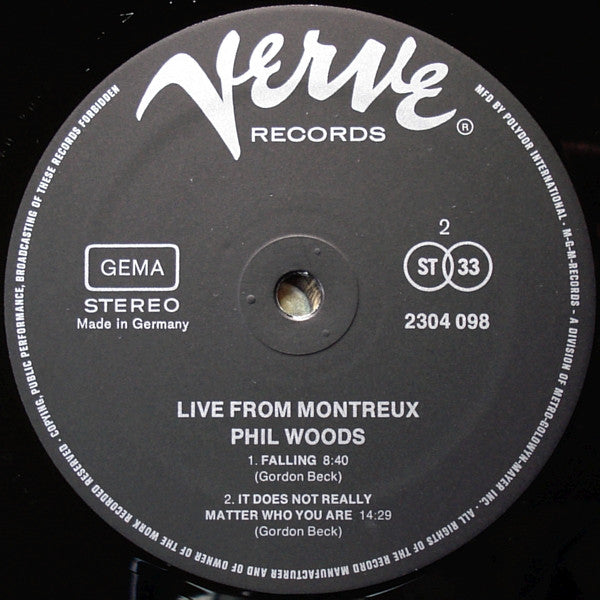 Verve
RECORDS
®
GEMA
STEREO
Made in Germany
2
ST 33
2304 098
LIVE FROM MONTREUX
PHIL WOODS
1. FALLING 8:40
(Gordon Beck)
2. IT DOES NOT REALLY
MATTER WHO YOU ARE 14:29
(Gordon Beck)
MFD BY POLYDOR INTERNATIONAL · M-G-M-RECORDS – A DIVISION OF METRO-GOLDWYN-MAYER INC. · ALL RIGHTS OF THE RECORD MANUFACTURER AND OF OWNER OF THE WORK RECORDED RESERVED · COPYING, PUBLIC PERFORMANCE, BROADCASTING OF THESE RECORDS FORBIDDEN